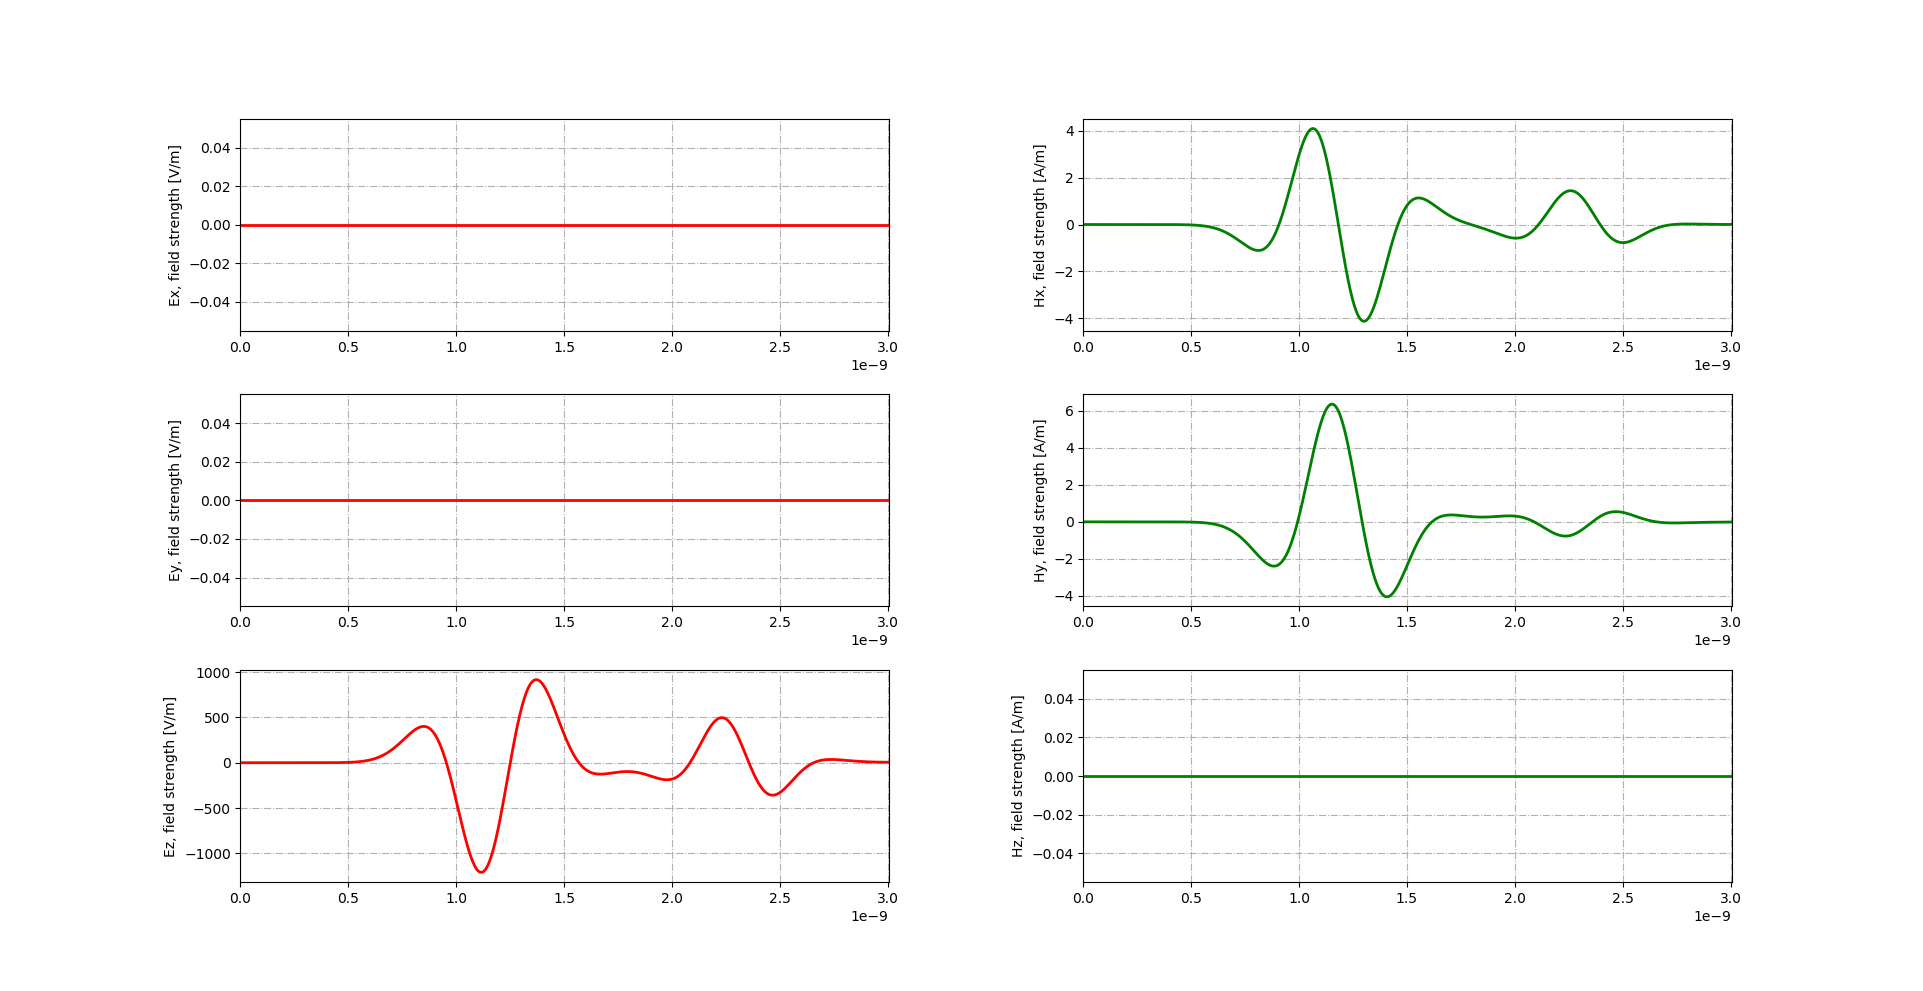 Ex, field strength [V/m]
0.04
0.02
0.00
−0.02
−0.04
0.0 0.5 1.0 1.5 2.0 2.5 3.0
1e−9
Hx, field strength [A/m]
4
2
0
−2
−4
0.0 0.5 1.0 1.5 2.0 2.5 3.0
1e−9
Ey, field strength [V/m]
0.04
0.02
0.00
−0.02
−0.04
0.0 0.5 1.0 1.5 2.0 2.5 3.0
1e−9
Hy, field strength [A/m]
6
4
2
0
−2
−4
0.0 0.5 1.0 1.5 2.0 2.5 3.0
1e−9
Ez, field strength [V/m]
1000
500
0
−500
−1000
0.0 0.5 1.0 1.5 2.0 2.5 3.0
1e−9
Hz, field strength [A/m]
0.04
0.02
0.00
−0.02
−0.04
0.0 0.5 1.0 1.5 2.0 2.5 3.0
1e−9